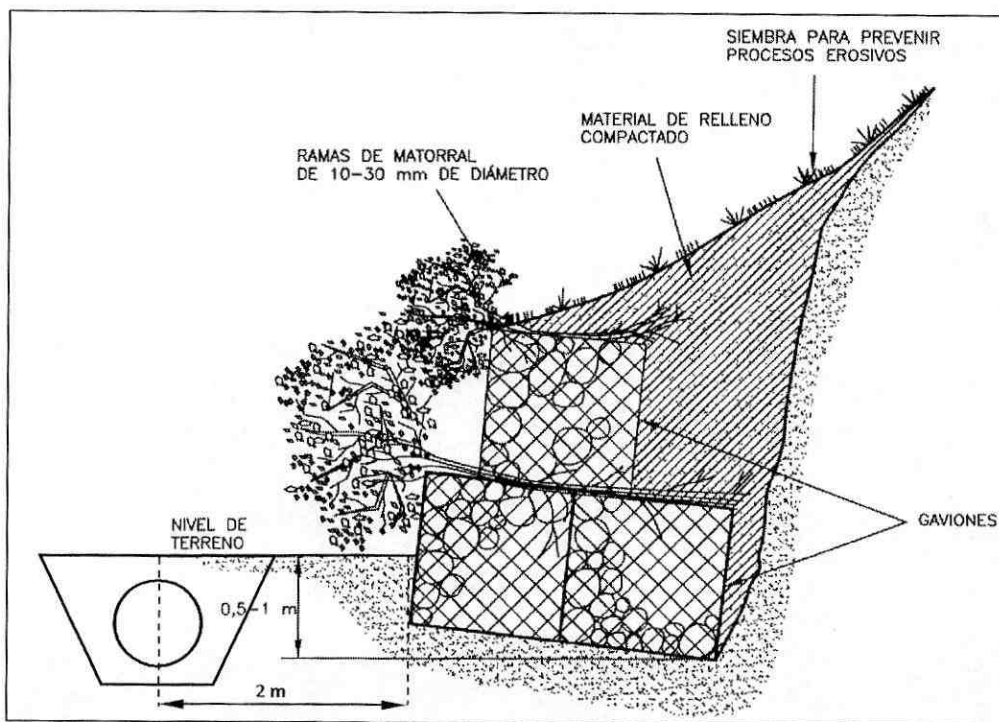 SIEMBRA PARA PREVENIR
PROCESOS EROSIVOS
MATERIAL DE RELLENO
COMPACTADO
RAMAS DE MATORRAL
DE 10-30 mm DE DIÁMETRO
GAVIONES
NIVEL DE
TERRENO
0,5-1 m
2 m